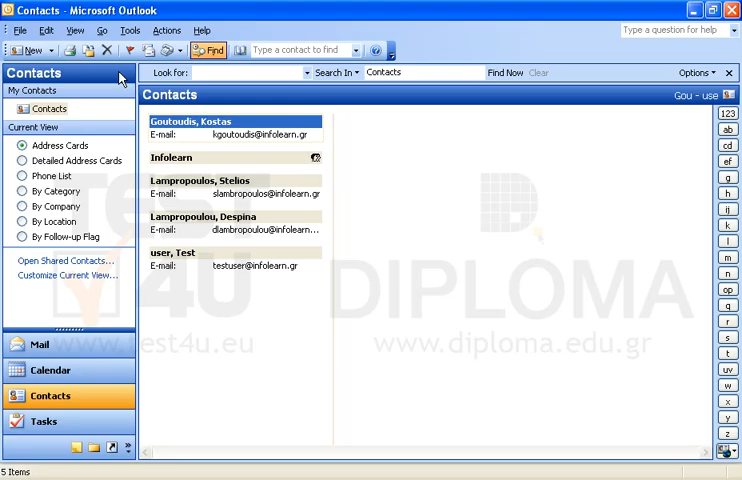 Contacts - Microsoft Outlook
File Edit View Go Tools Actions Help Type a question for help
New Find Type a contact to find
Contacts
Look for: Search In Contacts Find Now Clear Options
My Contacts
Contacts
Current View
Address Cards
Detailed Address Cards
Phone List
By Category
By Company
By Location
By Follow-up Flag
Open Shared Contacts...
Customize Current View...
Mail
Calendar
Contacts
Tasks
Contacts Gou - use
Goutoudis, Kostas
E-mail: kgoutoudis@infolearn.gr
Infolearn
Lampropoulos, Stelios
E-mail: slambropoulos@infolearn.gr
Lampropoulou, Despina
E-mail: dlambropoulou@infolearn...
user, Test
E-mail: testuser@infolearn.gr
123
ab
cd
ef
g
h
ij
k
l
m
n
op
q
r
s
t
uv
w
x
y
z
TEST
4U
www.test4u.eu
DIPLOMA
www.diploma.edu.gr
5 Items